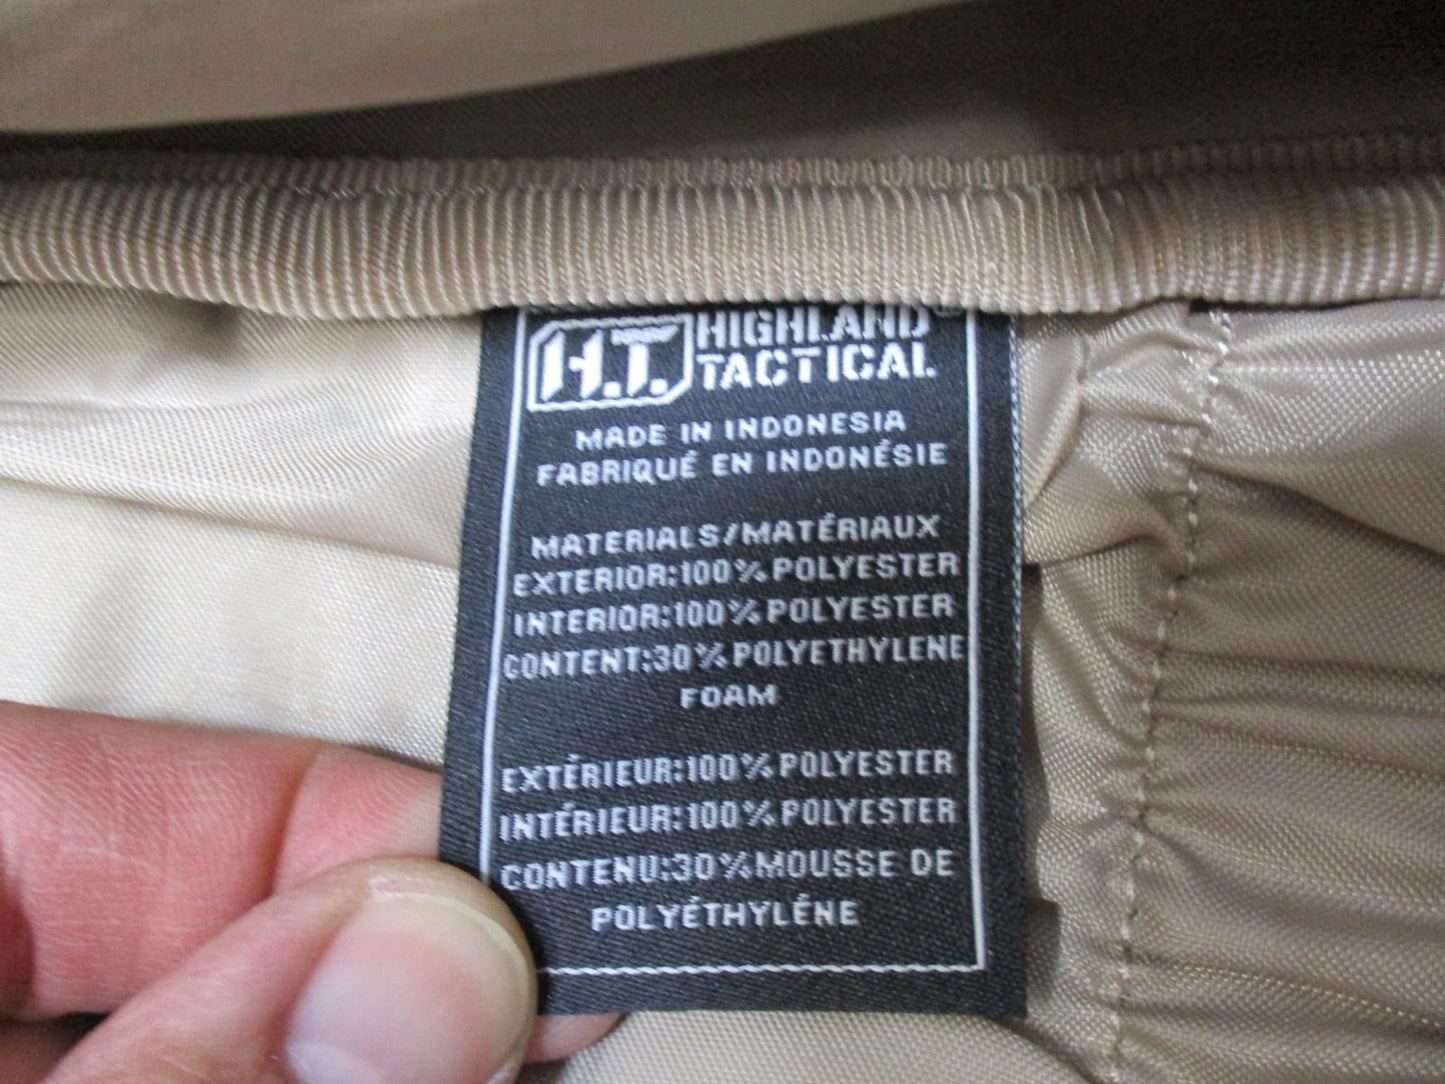 H.T. HIGHLAND
TACTICAL
MADE IN INDONESIA
FABRIQUÉ EN INDONÉSIE
MATERIALS/MATÉRIAUX
EXTERIOR:100%POLYESTER
INTERIOR:100%POLYESTER
CONTENT:30%POLYETHYLENE
FOAM
EXTÉRIEUR:100%POLYESTER
INTÉRIEUR:100%POLYESTER
CONTENU:30%MOUSSE DE
POLYÉTHYLÉNE